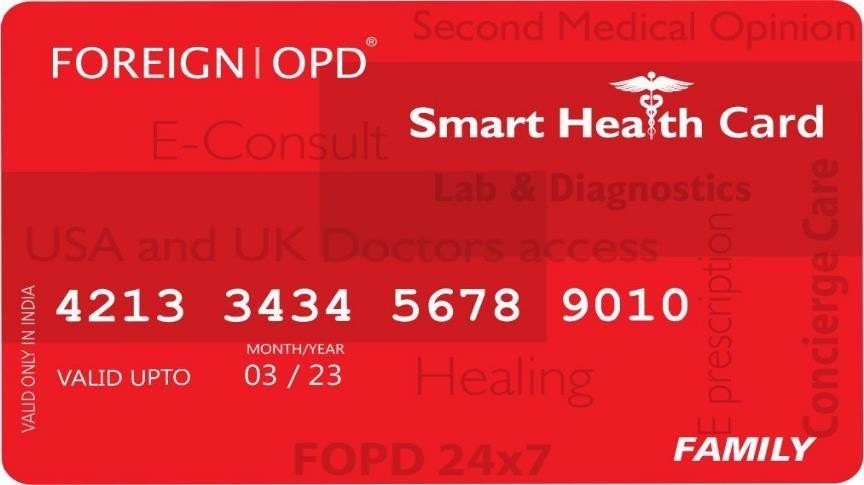 Second Medical Opinion
FOREIGN | OPD®
Smart Health Card
E-Consult
Lab & Diagnostics
USA and UK Doctors access
4213 3434 5678 9010
VALID ONLY IN INDIA
MONTH/YEAR
VALID UPTO 03 / 23
Healing
E prescription
Concierge Care
FAMILY
FOPD 24x7